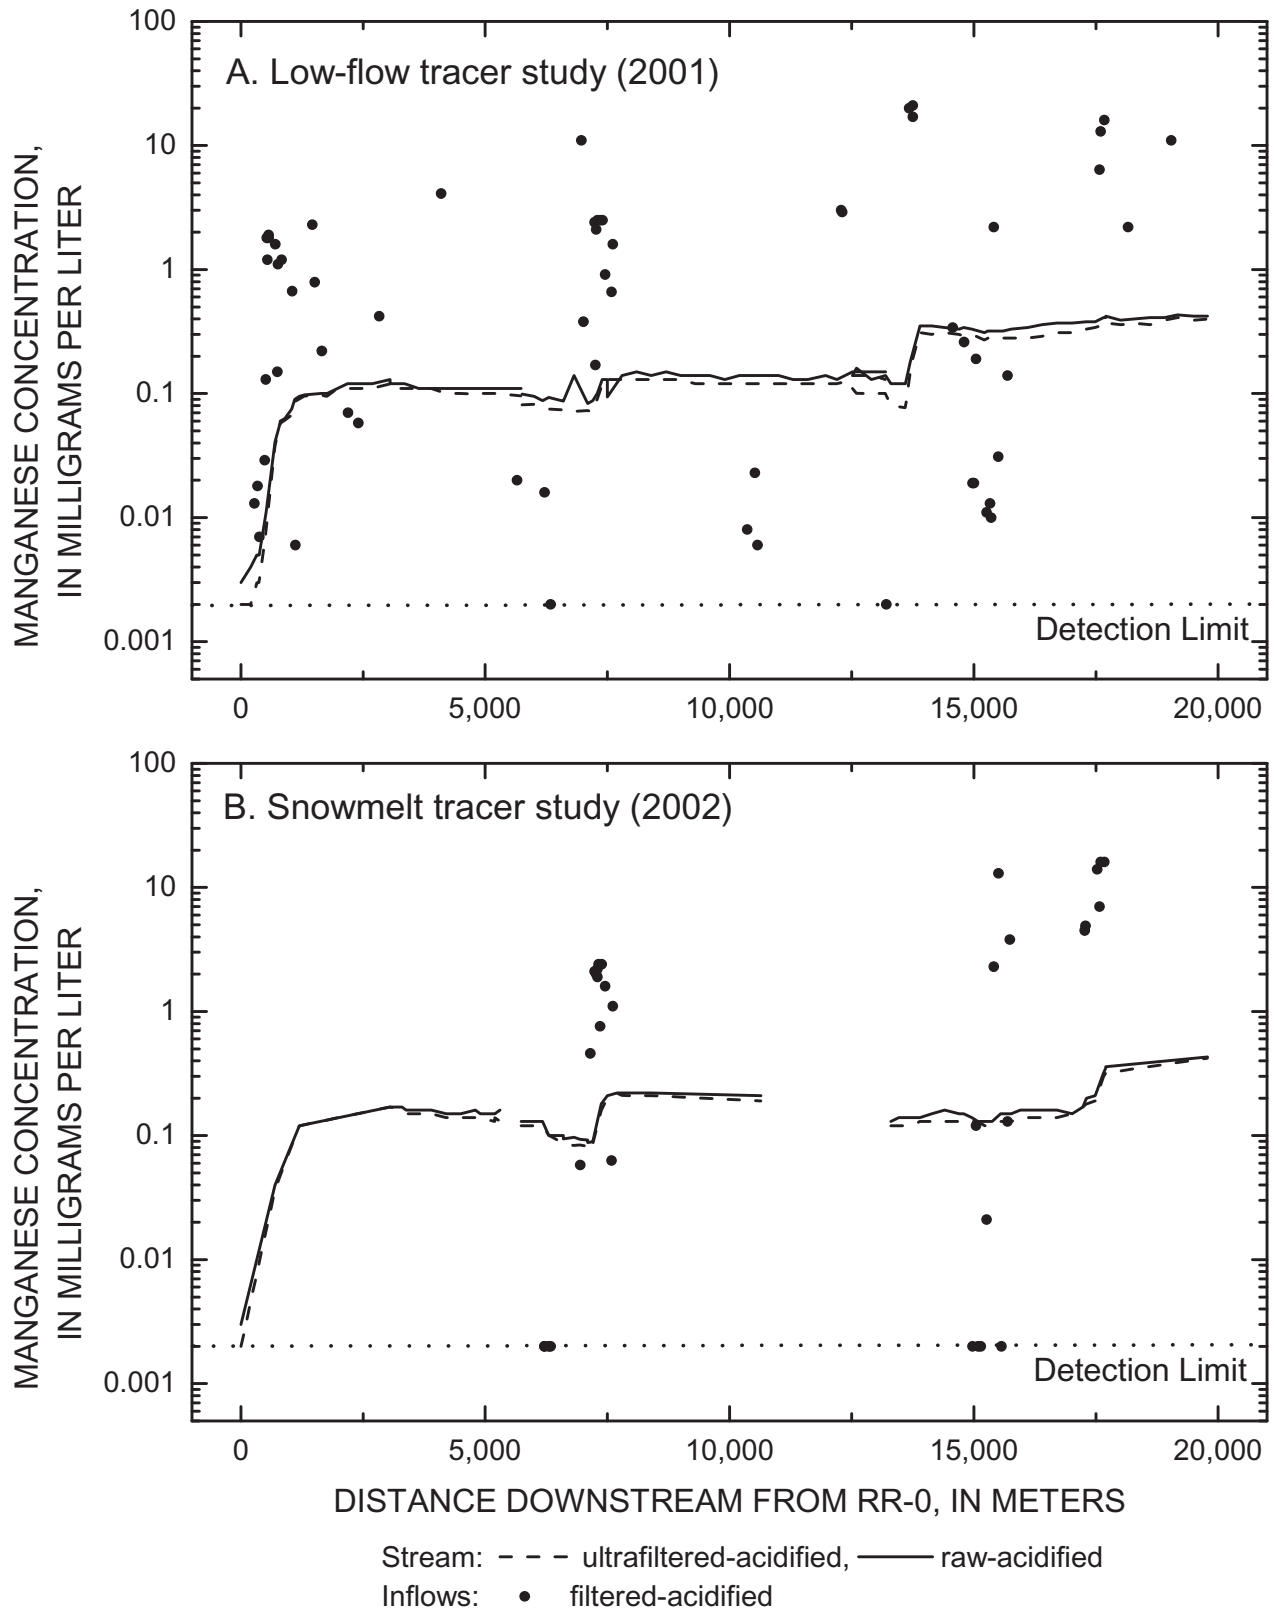 A. Low-flow tracer study (2001)
MANGANESE CONCENTRATION,
IN MILLIGRAMS PER LITER
100
10
1
0.1
0.01
0.001
Detection Limit
0 5,000 10,000 15,000 20,000
B. Snowmelt tracer study (2002)
MANGANESE CONCENTRATION,
IN MILLIGRAMS PER LITER
100
10
1
0.1
0.01
0.001
Detection Limit
0 5,000 10,000 15,000 20,000
DISTANCE DOWNSTREAM FROM RR-0, IN METERS
Stream: ultrafiltered-acidified, raw-acidified
Inflows: filtered-acidified